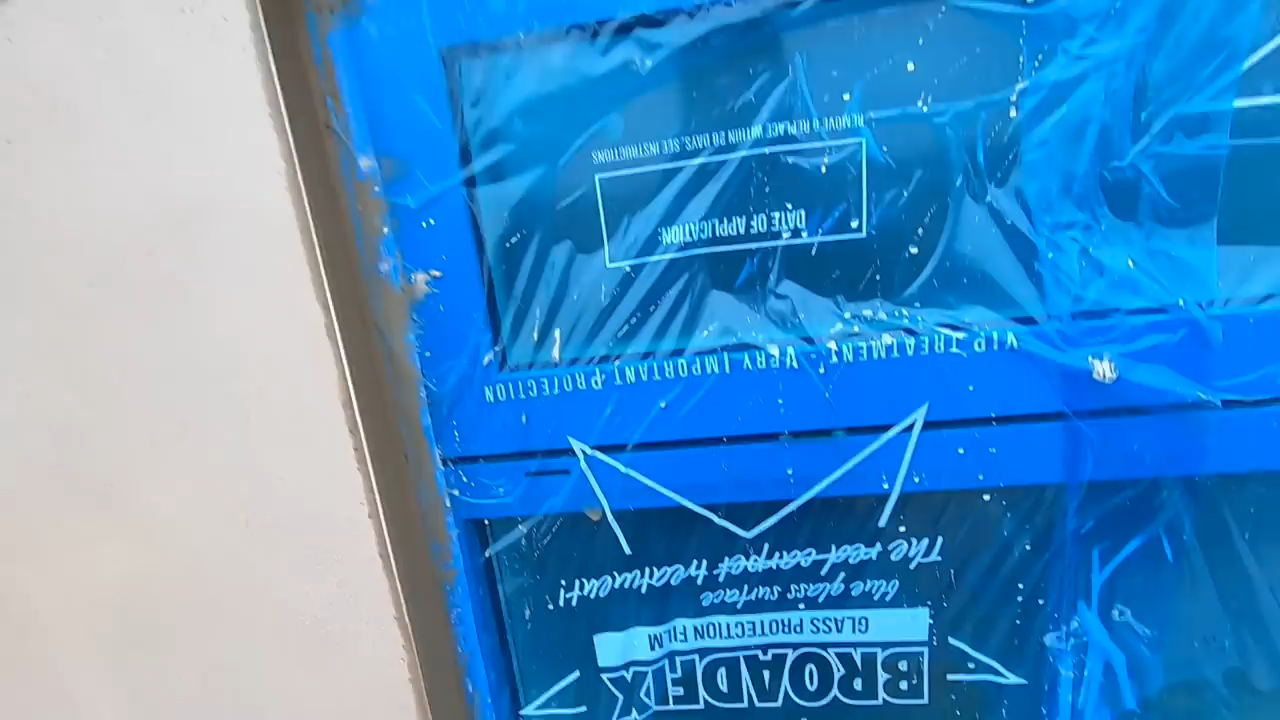 BROADFIX
GLASS PROTECTION FILM
blue glass surface
The red carpet treatment!
VIP TREATMENT - VERY IMPORTANT PROTECTION
DATE OF APPLICATION:
REMOVE & REPLACE WITHIN 28 DAYS, SEE INSTRUCTIONS